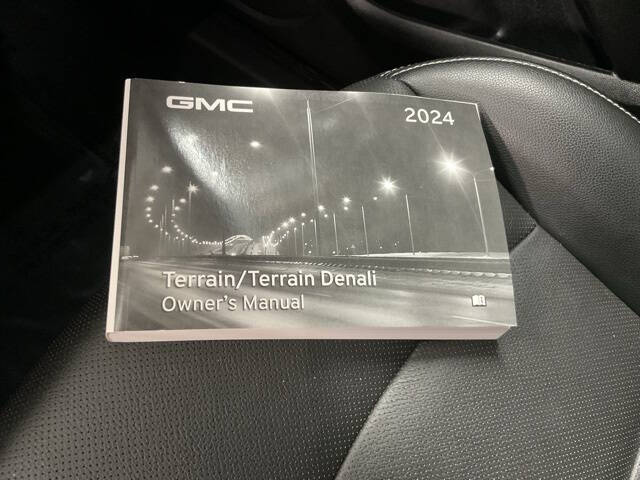 GMC
2024
Terrain/Terrain Denali
Owner's Manual